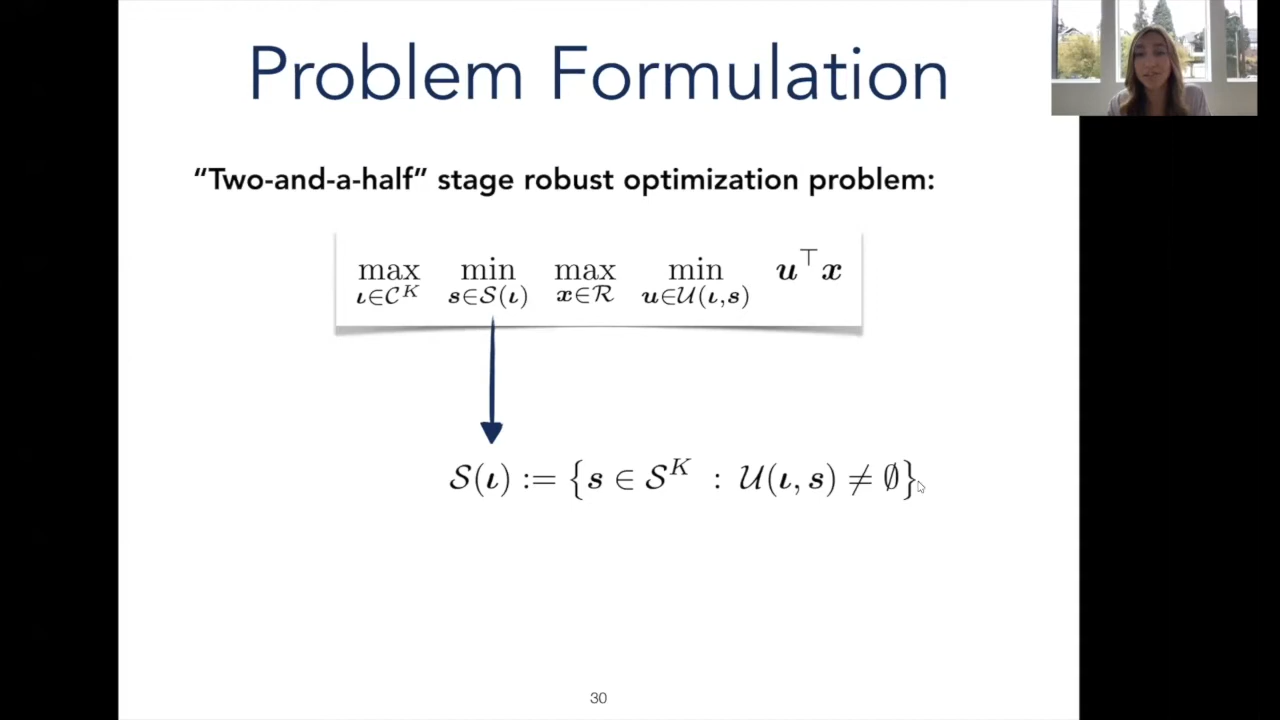 Problem Formulation
“Two-and-a-half” stage robust optimization problem:
max min max min u⊤x
ι∈C^K s∈S(ι) x∈R u∈U(ι,s)
S(ι) := {s ∈ S^K : U(ι, s) ≠ ∅}
30